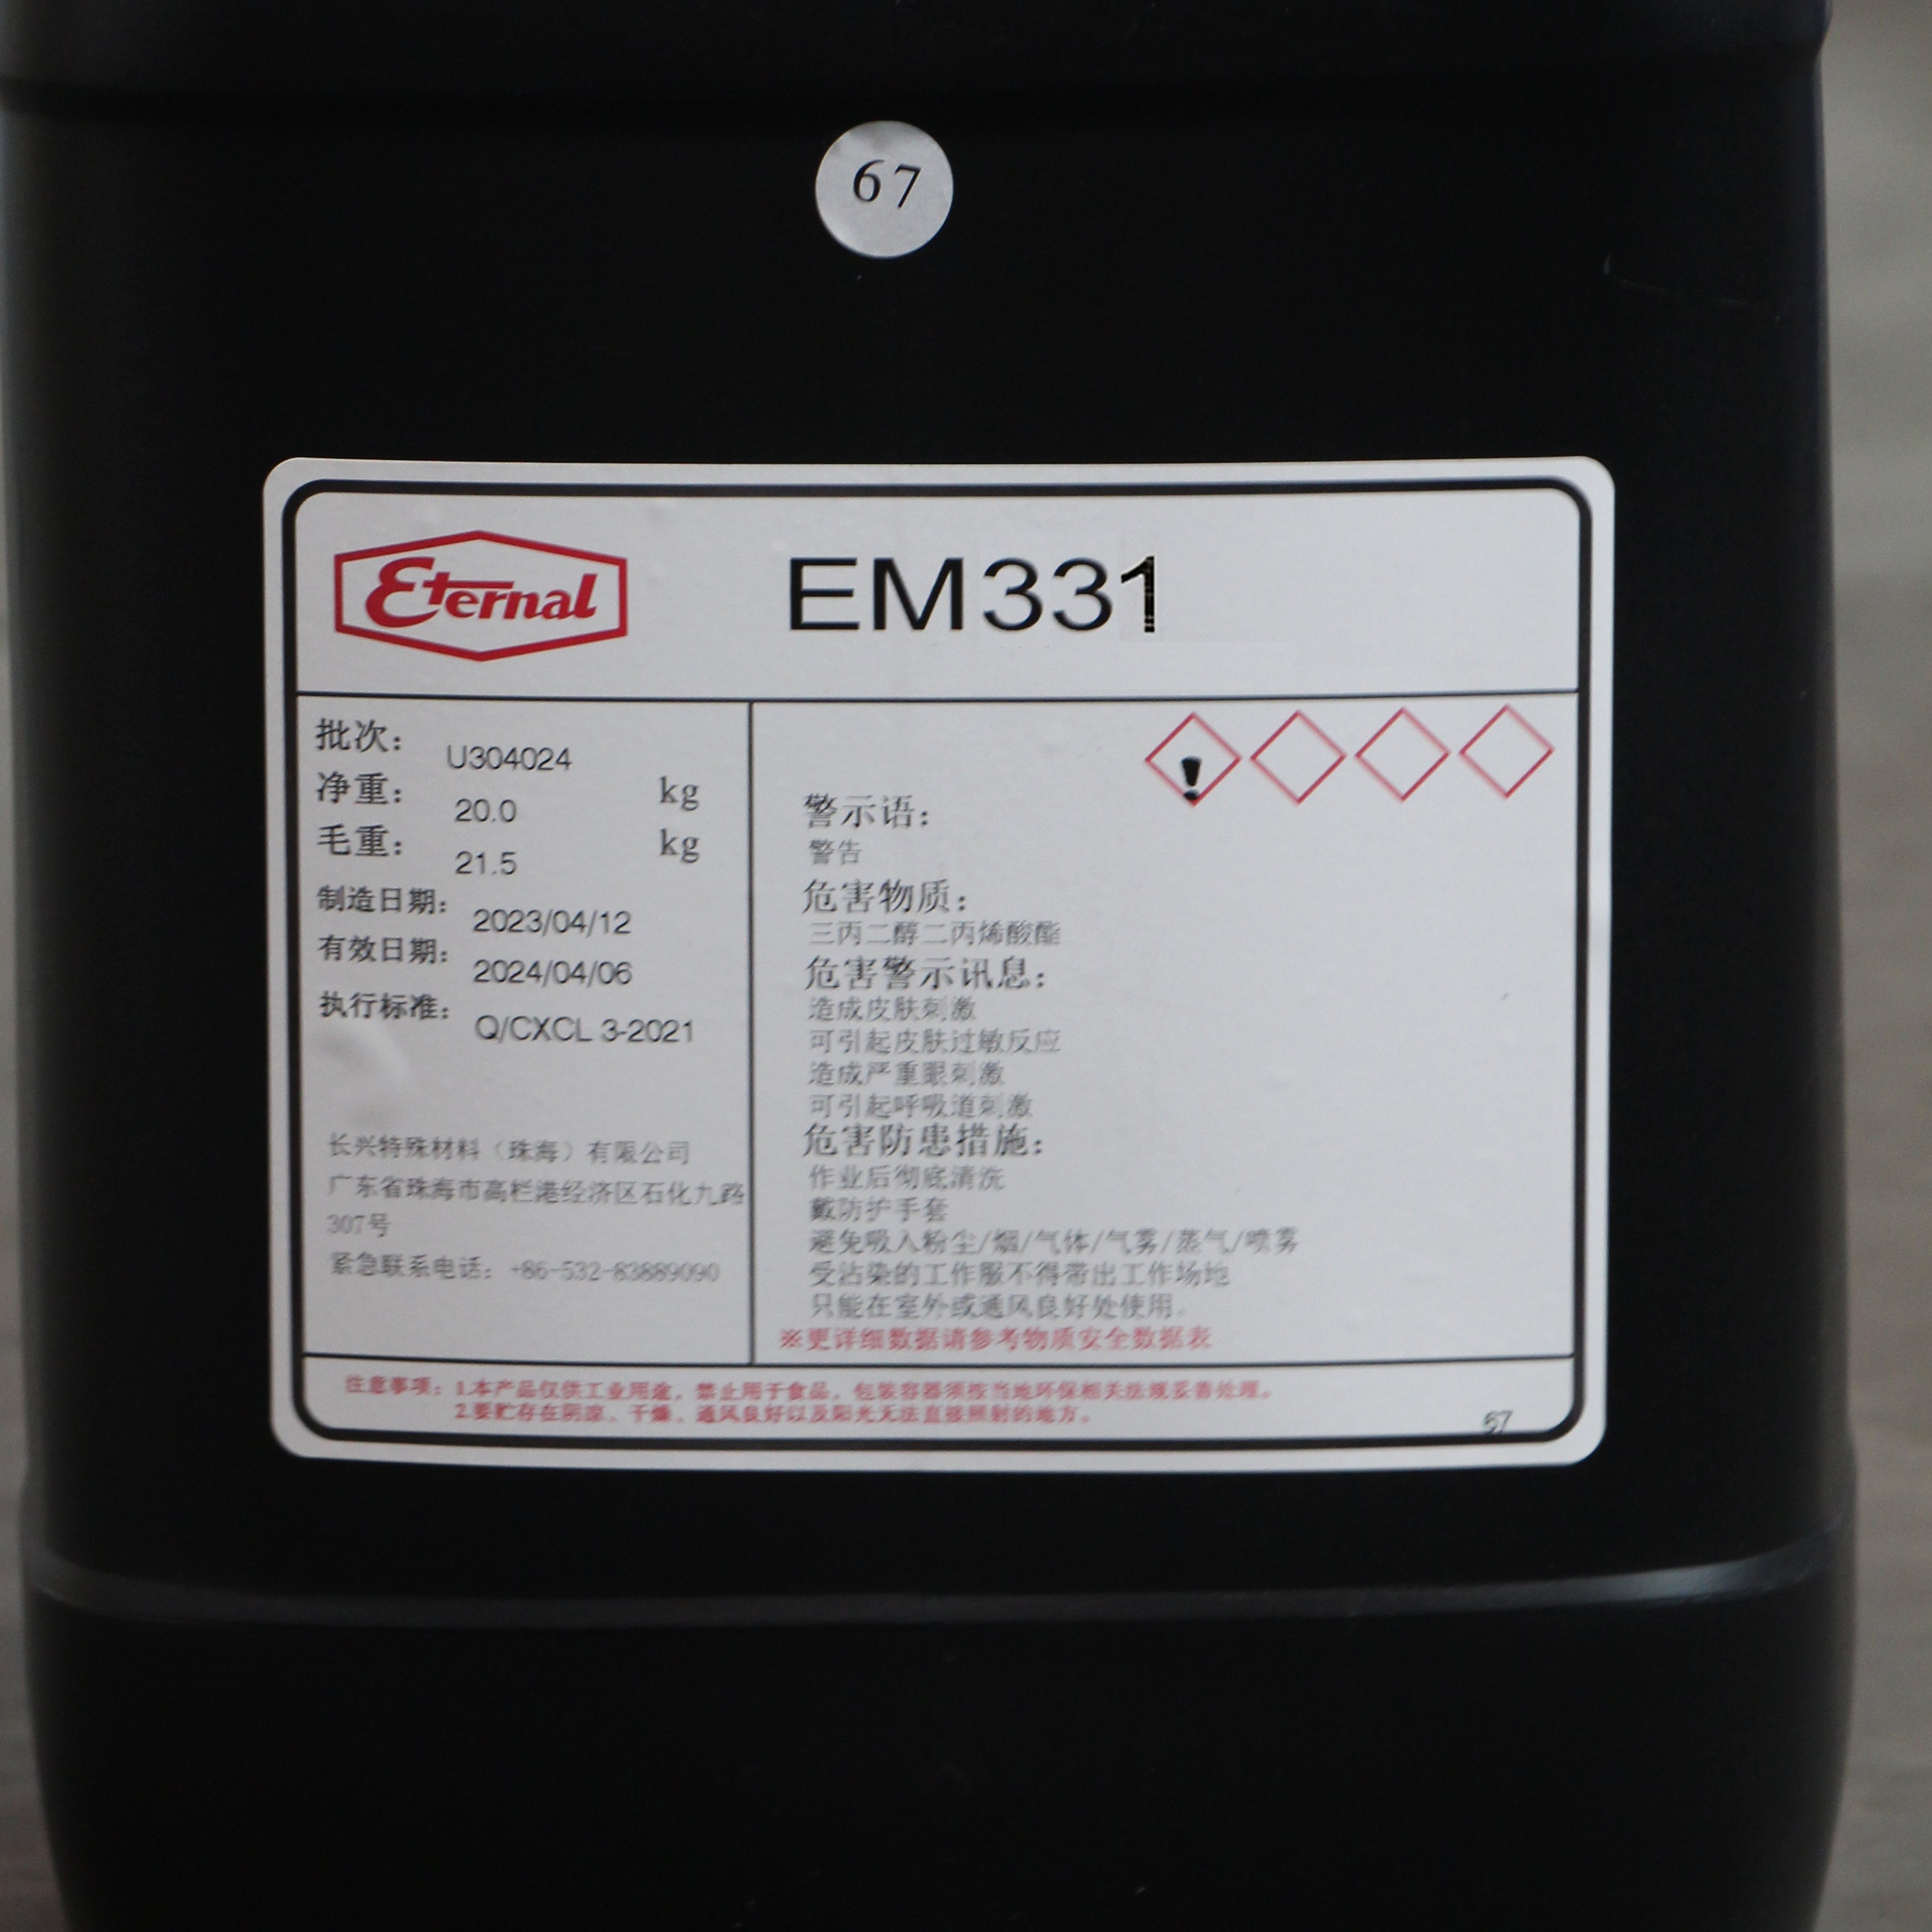 67
Eternal
EM331
批次： U304024
净重： 20.0 kg
毛重： 21.5 kg
制造日期： 2023/04/12
有效日期： 2024/04/06
执行标准： Q/CXCL 3-2021
长兴特殊材料（珠海）有限公司
广东省珠海市高栏港经济区石化九路
307号
紧急联系电话：+86-532-83889090
警示语：
警告
危害物质：
三丙二醇二丙烯酸酯
危害警示讯息：
造成皮肤刺激
可引起皮肤过敏反应
造成严重眼刺激
可引起呼吸道刺激
危害防患措施：
作业后彻底清洗
戴防护手套
避免吸入粉尘/烟/气体/气雾/蒸气/喷雾
受沾染的工作服不得带出工作场地
只能在室外或通风良好处使用。
※更详细数据请参考物质安全数据表
注意事项：1.本产品仅供工业用途，禁止用于食品，包装容器须按当地环保相关法规妥善处理。
2.要贮存在阴凉、干燥、通风良好以及阳光无法直接照射的地方。
67